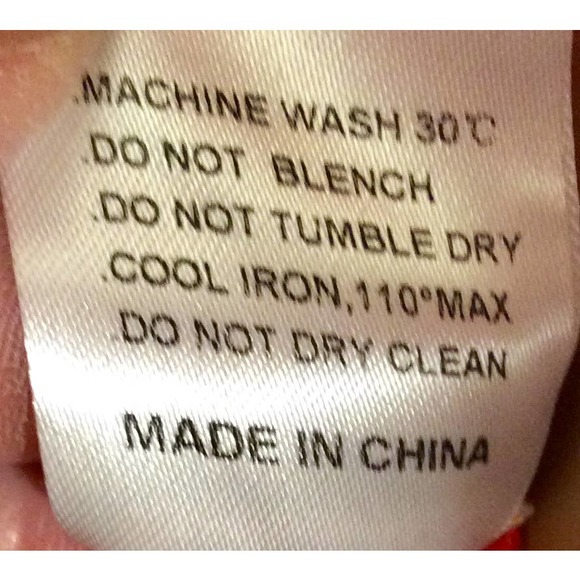 .MACHINE WASH 30℃
.DO NOT BLENCH
.DO NOT TUMBLE DRY
.COOL IRON,110°MAX
.DO NOT DRY CLEAN
MADE IN CHINA